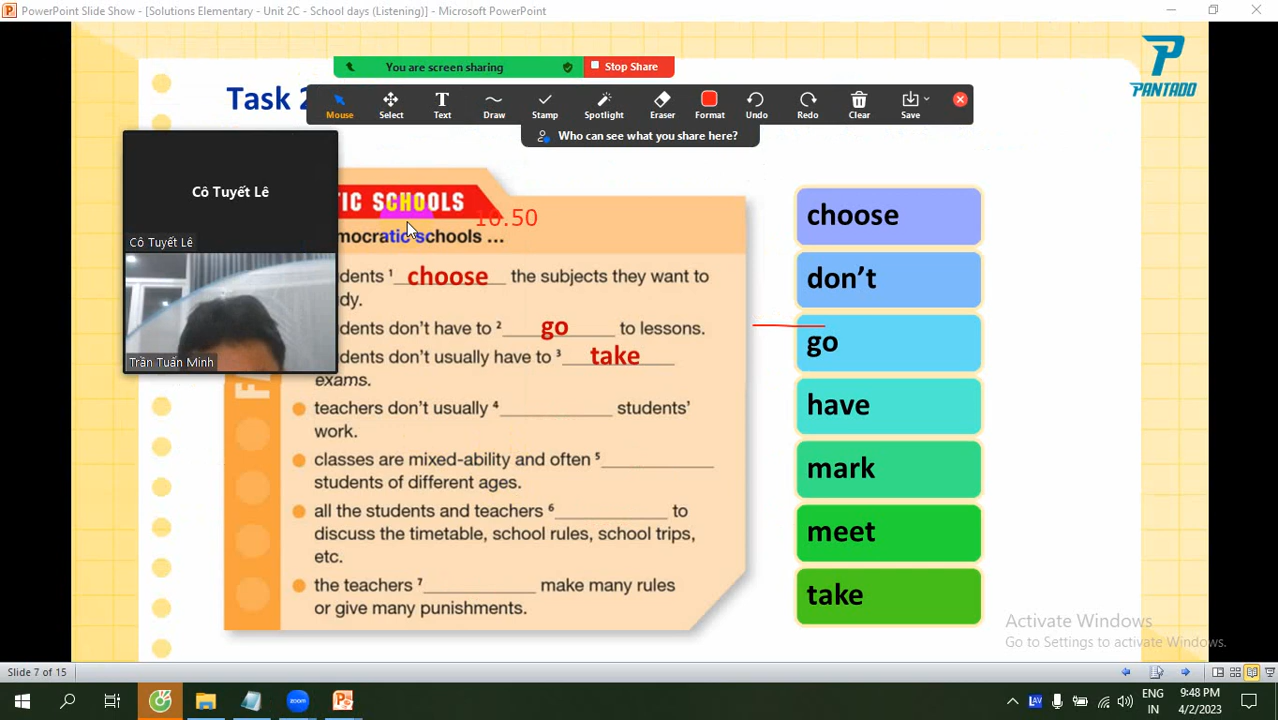 PowerPoint Slide Show - [Solutions Elementary - Unit 2C - School days (Listening)] - Microsoft PowerPoint
You are screen sharing
Stop Share
PANTADO
Task 2
Mouse
Select
Text
Draw
Stamp
Spotlight
Eraser
Format
Undo
Redo
Clear
Save
Who can see what you share here?
Cô Tuyết Lê
Cô Tuyết Lê
Trần Tuấn Minh
TIC SCHOOLS
10.50
mocratic schools ...
dents ¹ choose the subjects they want to
dy.
dents don't have to ² go to lessons.
dents don't usually have to ³ take
exams.
teachers don't usually ⁴____________ students'
work.
classes are mixed-ability and often ⁵____________
students of different ages.
all the students and teachers ⁶____________ to
discuss the timetable, school rules, school trips,
etc.
the teachers ⁷____________ make many rules
or give many punishments.
choose
don't
go
have
mark
meet
take
Activate Windows
Go to Settings to activate Windows.
Slide 7 of 15
zoom
LAV
ENG
IN
9:48 PM
4/2/2023